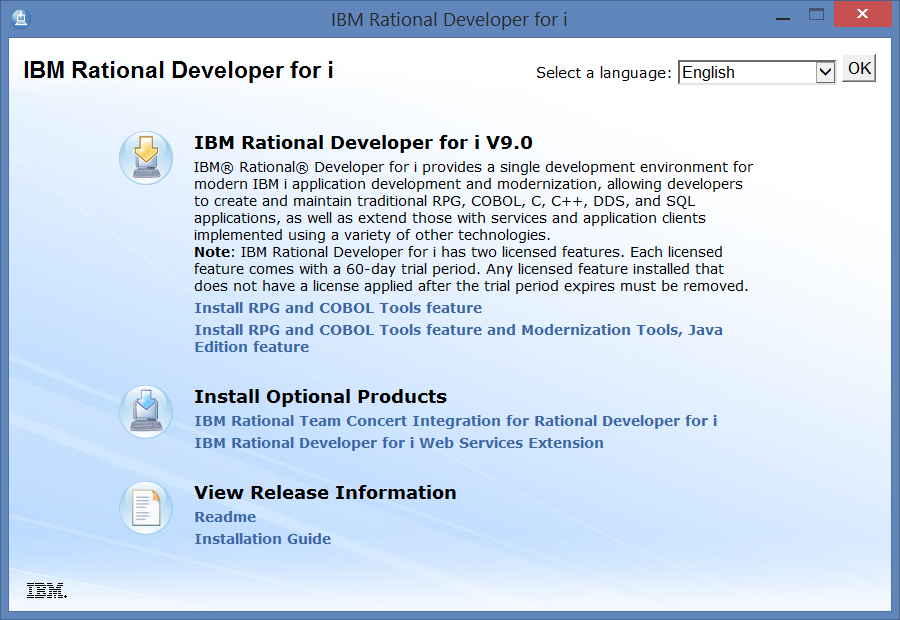 IBM Rational Developer for i
IBM Rational Developer for i
Select a language: English OK
IBM Rational Developer for i V9.0
IBM® Rational® Developer for i provides a single development environment for
modern IBM i application development and modernization, allowing developers
to create and maintain traditional RPG, COBOL, C, C++, DDS, and SQL
applications, as well as extend those with services and application clients
implemented using a variety of other technologies.
Note: IBM Rational Developer for i has two licensed features. Each licensed
feature comes with a 60-day trial period. Any licensed feature installed that
does not have a license applied after the trial period expires must be removed.
Install RPG and COBOL Tools feature
Install RPG and COBOL Tools feature and Modernization Tools, Java
Edition feature
Install Optional Products
IBM Rational Team Concert Integration for Rational Developer for i
IBM Rational Developer for i Web Services Extension
View Release Information
Readme
Installation Guide
IBM.